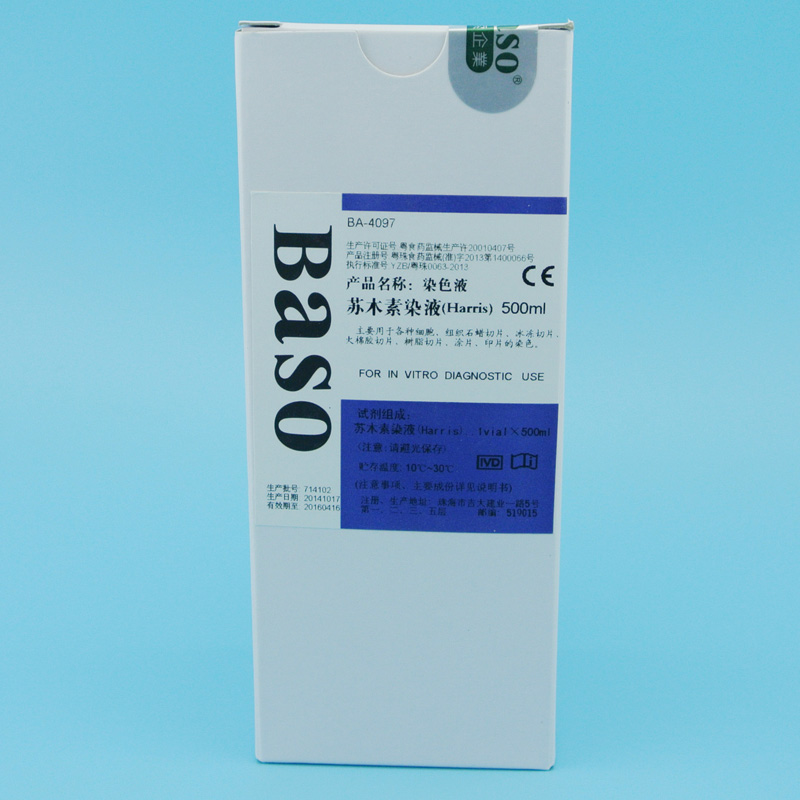 aso®
企業
Baso
BA-4097
生产许可证号:粤食药监械生产许20010407号
产品注册号:粤珠食药监械(准)字2013第1400066号
执行标准号:YZB/粤珠0063-2013
CE
产品名称：染色液
苏木素染液(Harris) 500ml
主要用于各种细胞、组织石蜡切片、冰冻切片、
火棉胶切片、树脂切片、涂片、印片的染色。
FOR IN VITRO DIAGNOSTIC USE
试剂组成：
苏木素染液(Harris)..1vial×500ml
(注意:请避光保存)
贮存温度: 10℃~30℃
IVD
(注意事项、主要成份详见说明书)
注册、生产地址: 珠海市吉大建业一路5号
第一、二、三、五层 邮编: 519015
生产批号: 714102
生产日期: 20141017
有效期至: 20160416